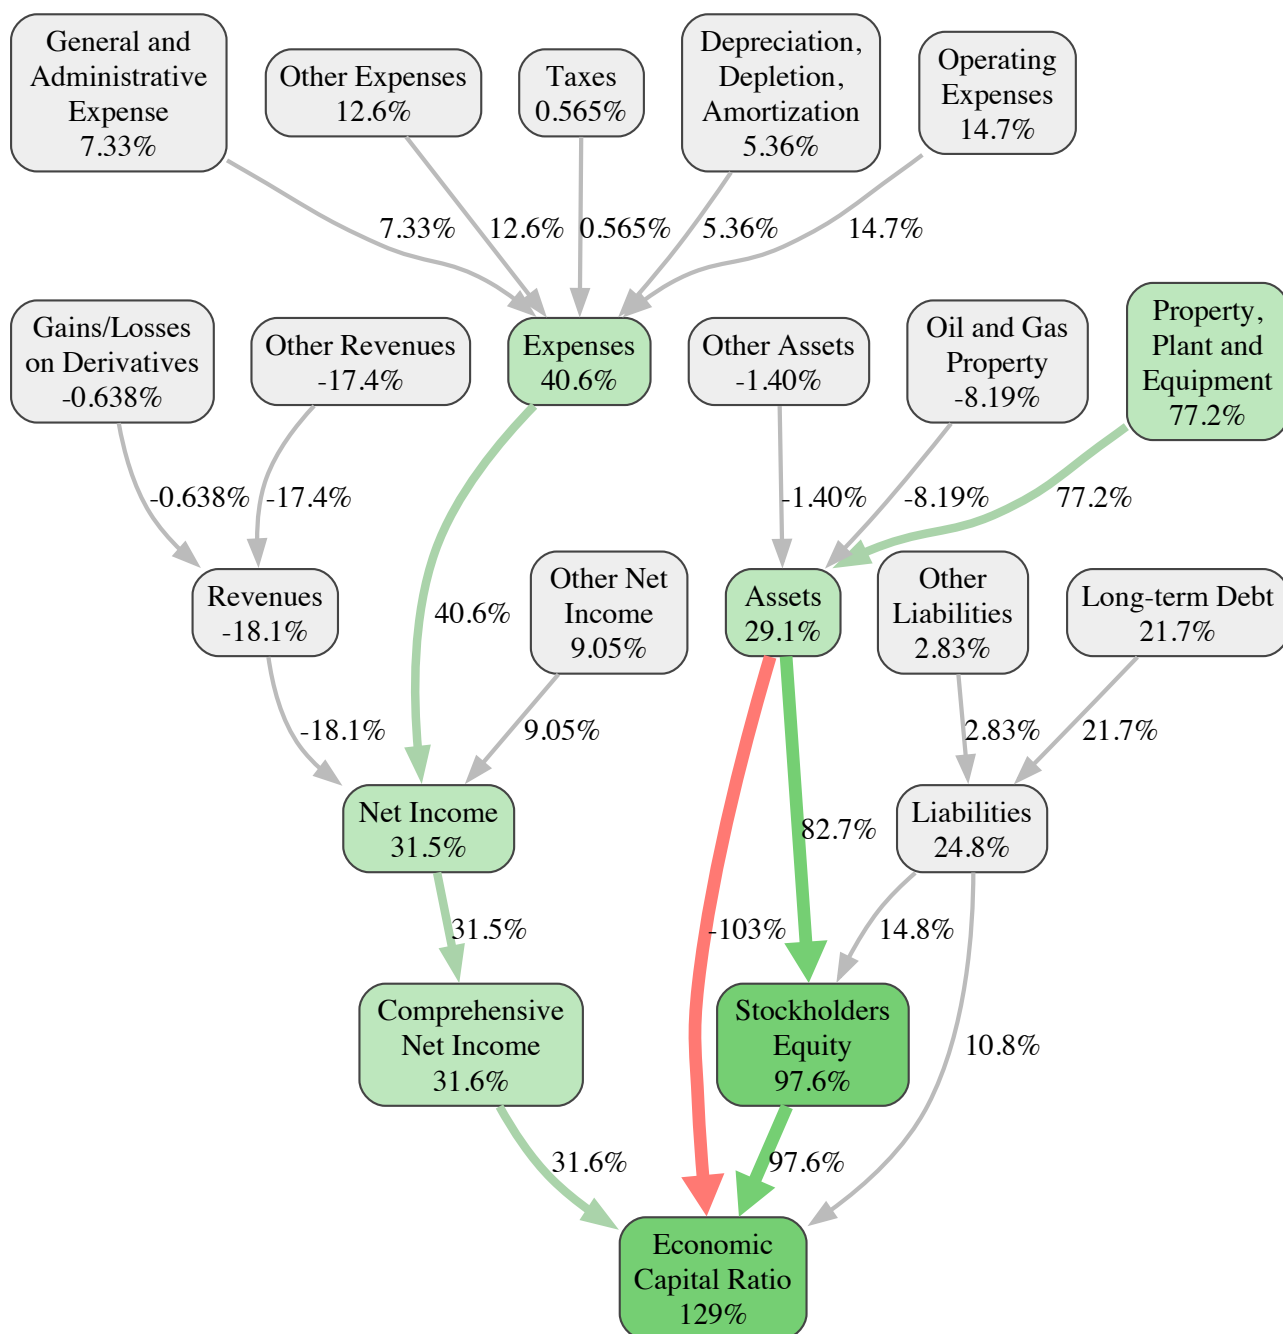 General and
Administrative
Expense
7.33%
Other Expenses
12.6%
Taxes
0.565%
Depreciation,
Depletion,
Amortization
5.36%
Operating
Expenses
14.7%
7.33%
12.6%
0.565%
5.36%
14.7%
Gains/Losses
on Derivatives
-0.638%
Other Revenues
-17.4%
Expenses
40.6%
Other Assets
-1.40%
Oil and Gas
Property
-8.19%
Property,
Plant and
Equipment
77.2%
-0.638%
-17.4%
-1.40%
-8.19%
77.2%
Revenues
-18.1%
40.6%
Other Net
Income
9.05%
Assets
29.1%
Other
Liabilities
2.83%
Long-term Debt
21.7%
-18.1%
9.05%
2.83%
21.7%
Net Income
31.5%
82.7%
Liabilities
24.8%
31.5%
-103%
14.8%
Comprehensive
Net Income
31.6%
Stockholders
Equity
97.6%
10.8%
31.6%
97.6%
Economic
Capital Ratio
129%